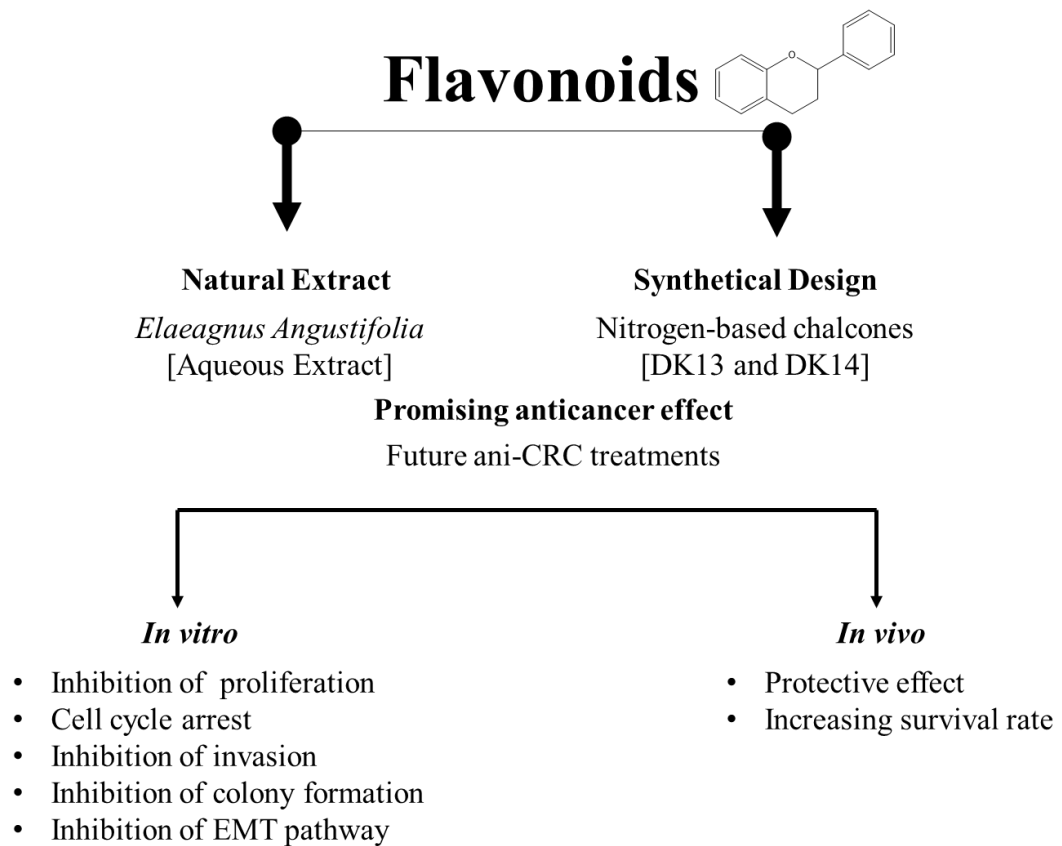 Flavonoids
O
Natural Extract
Elaeagnus Angustifolia
[Aqueous Extract]
Synthetical Design
Nitrogen-based chalcones
[DK13 and DK14]
Promising anticancer effect
Future ani-CRC treatments
In vitro
• Inhibition of proliferation
• Cell cycle arrest
• Inhibition of invasion
• Inhibition of colony formation
• Inhibition of EMT pathway
In vivo
• Protective effect
• Increasing survival rate